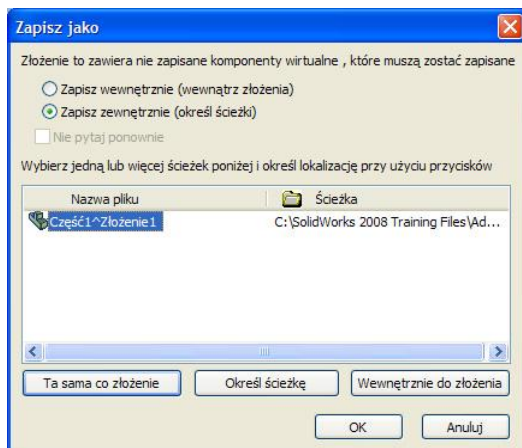 Zapisz jako
Złożenie to zawiera nie zapisane komponenty wirtualne , które muszą zostać zapisane
Zapisz wewnętrznie (wewnątrz złożenia)
Zapisz zewnętrznie (określ ścieżki)
Nie pytaj ponownie
Wybierz jedną lub więcej ścieżek poniżej i określ lokalizację przy użyciu przycisków
Nazwa pliku Ścieżka
Część1^Złożenie1 C:\SolidWorks 2008 Training Files\Ad...
Ta sama co złożenie Określ ścieżkę Wewnętrznie do złożenia
OK Anuluj